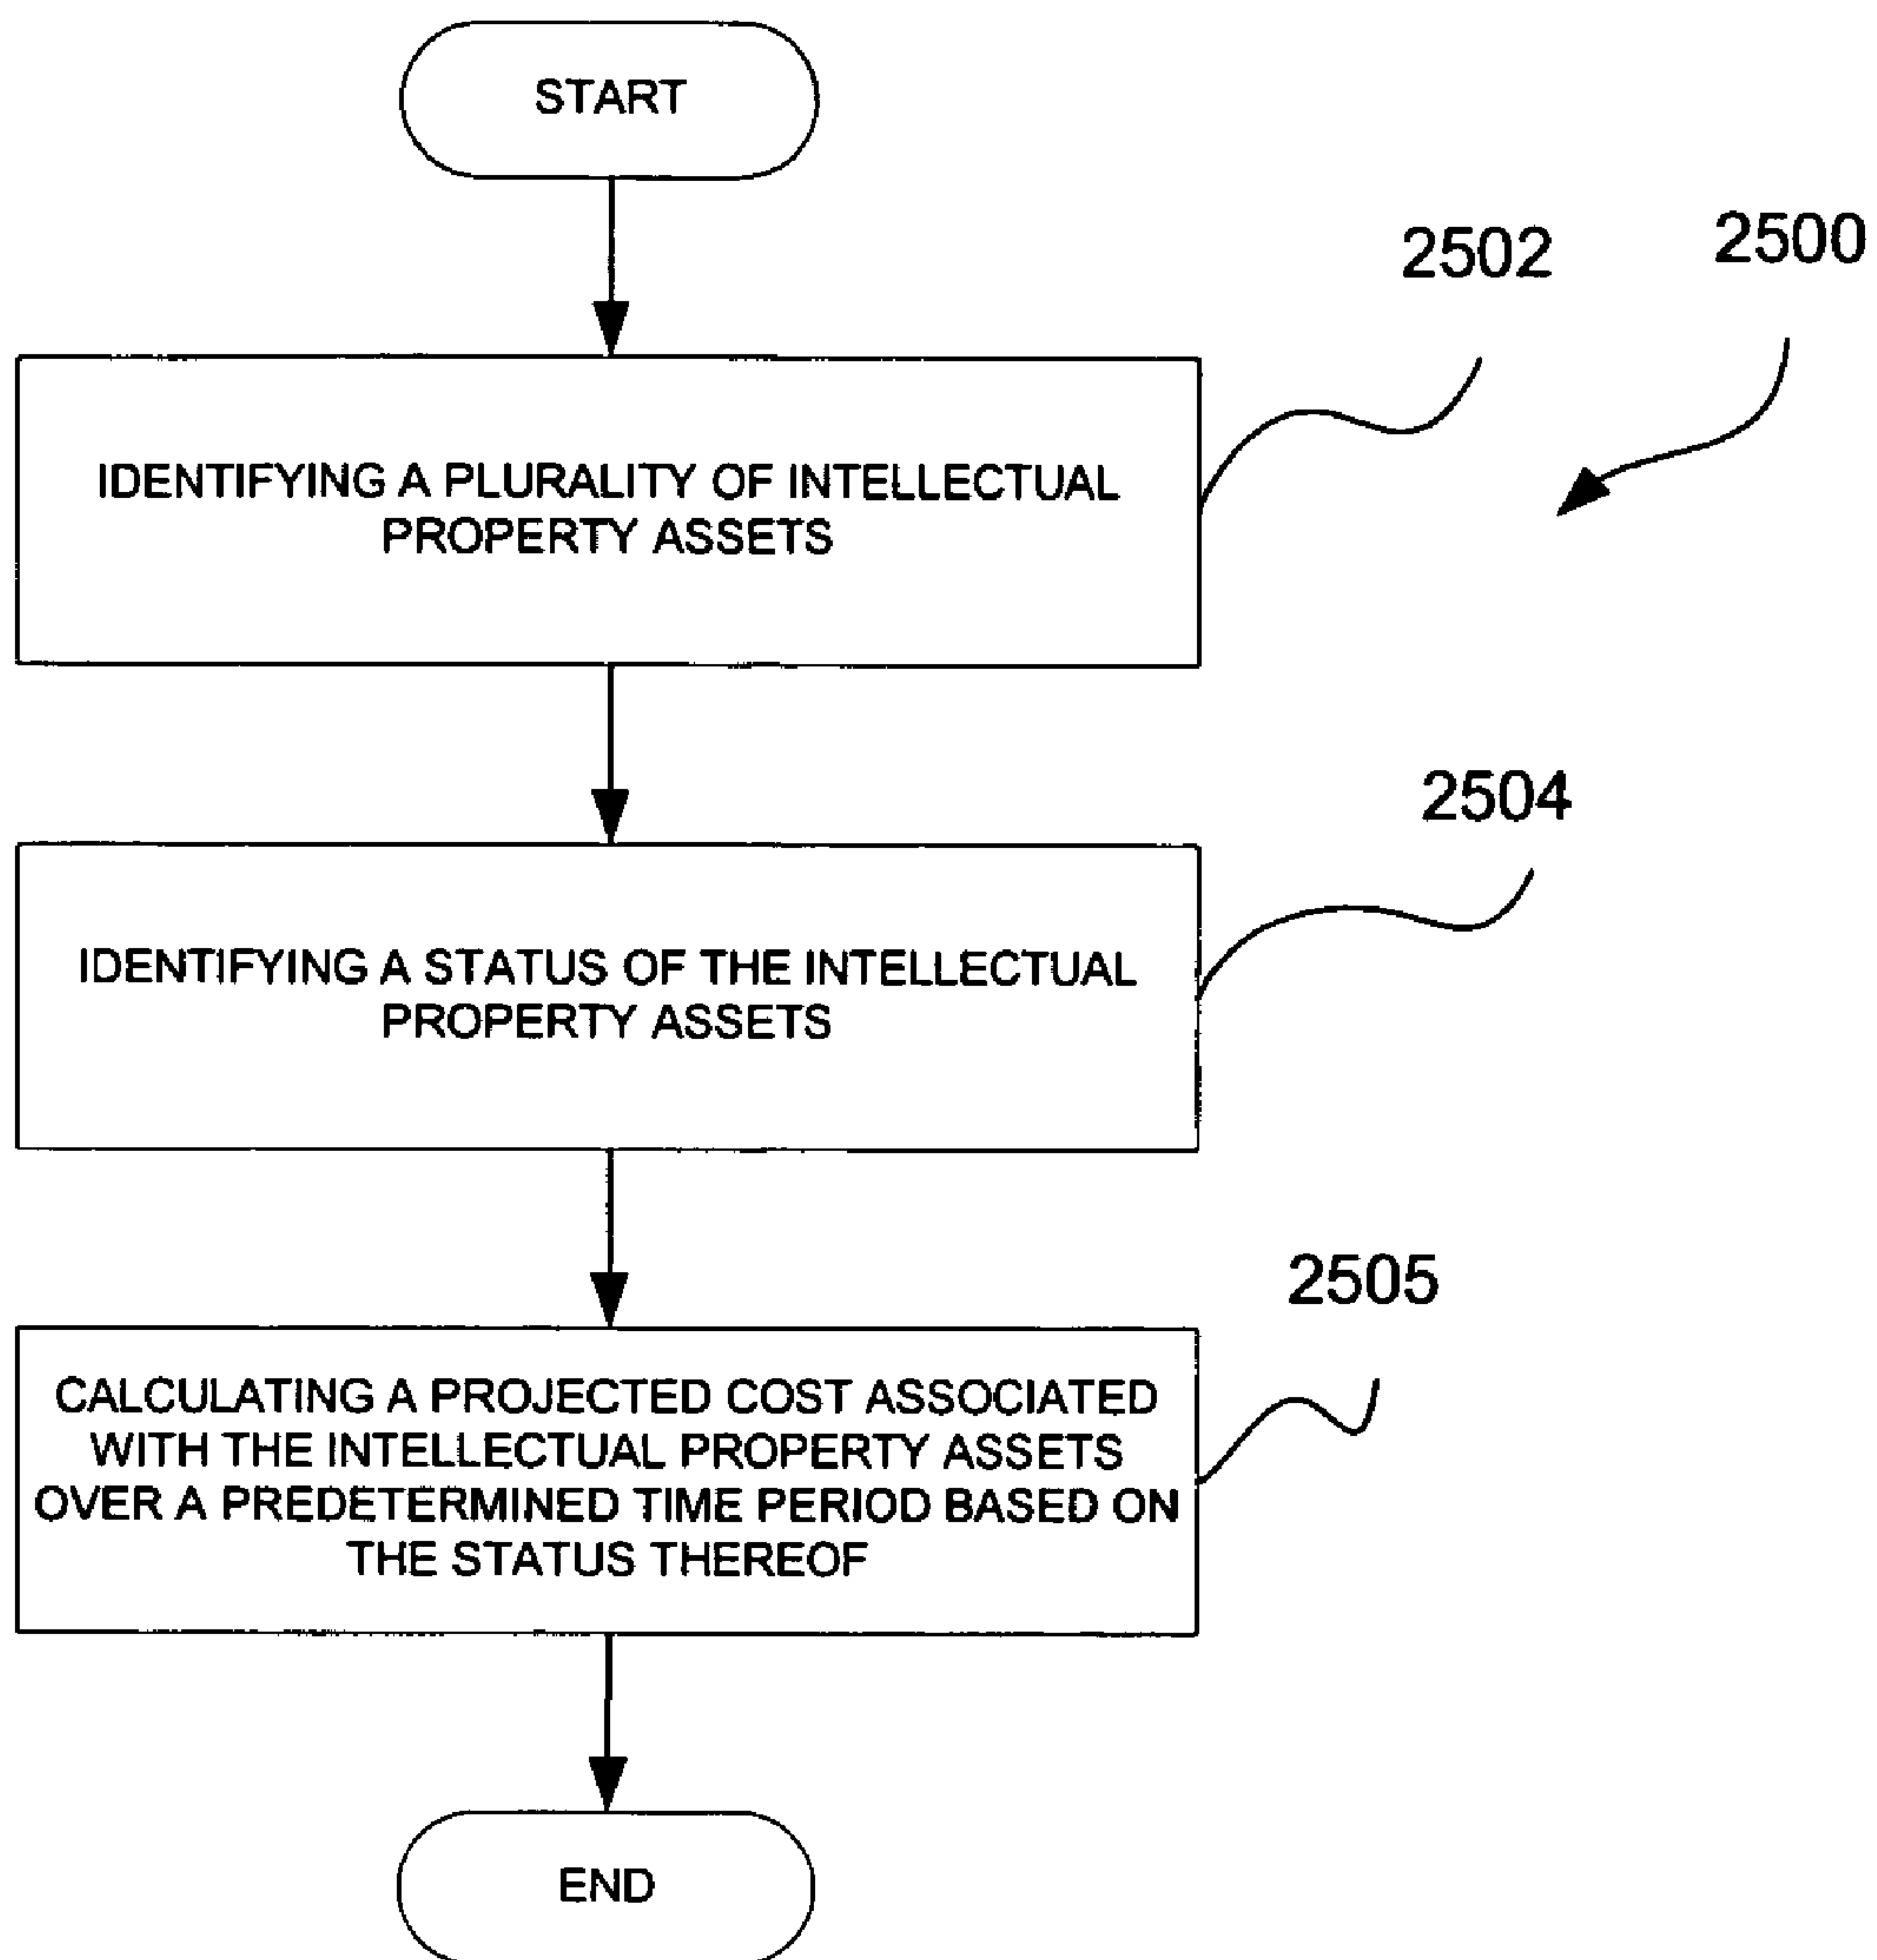 START
2502
2500
IDENTIFYING A PLURALITY OF INTELLECTUAL
PROPERTY ASSETS
2504
IDENTIFYING A STATUS OF THE INTELLECTUAL
PROPERTY ASSETS
2505
CALCULATING A PROJECTED COST ASSOCIATED
WITH THE INTELLECTUAL PROPERTY ASSETS
OVER A PREDETERMINED TIME PERIOD BASED ON
THE STATUS THEREOF
END